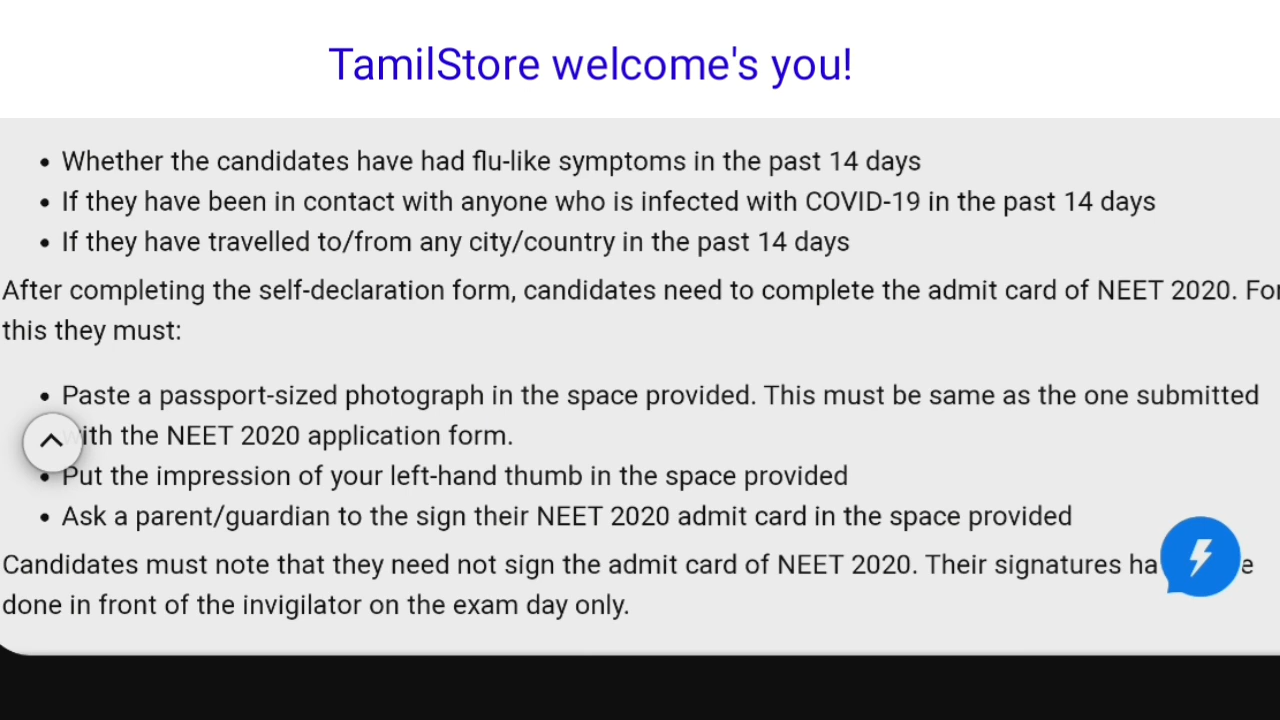 TamilStore welcome's you!
• Whether the candidates have had flu-like symptoms in the past 14 days
• If they have been in contact with anyone who is infected with COVID-19 in the past 14 days
• If they have travelled to/from any city/country in the past 14 days
After completing the self-declaration form, candidates need to complete the admit card of NEET 2020. For
this they must:
• Paste a passport-sized photograph in the space provided. This must be same as the one submitted
with the NEET 2020 application form.
• Put the impression of your left-hand thumb in the space provided
• Ask a parent/guardian to the sign their NEET 2020 admit card in the space provided
Candidates must note that they need not sign the admit card of NEET 2020. Their signatures
done in front of the invigilator on the exam day only.